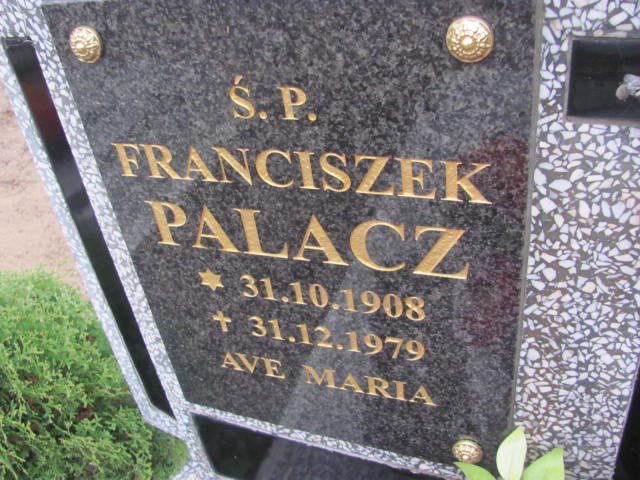 Ś. P.
FRANCISZEK
PALACZ
✶ 31.10.1908
✝ 31.12.1979
AVE MARIA